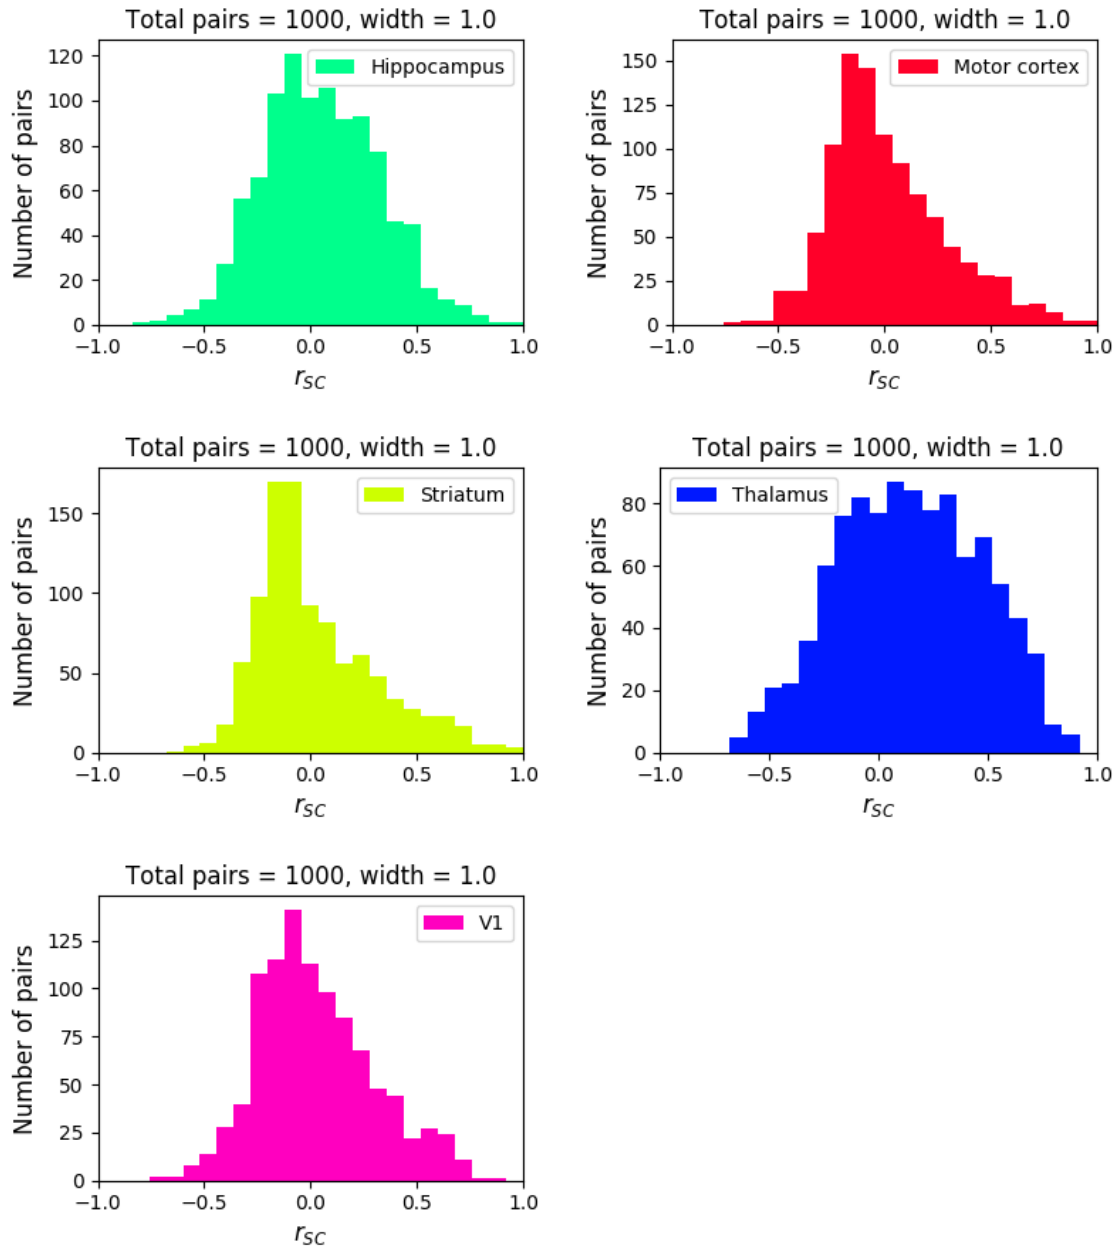 Total pairs = 1000, width = 1.0
Number of pairs
120
100
80
60
40
20
0
Hippocampus
−1.0 −0.5 0.0 0.5 1.0
r_SC
Total pairs = 1000, width = 1.0
Number of pairs
150
125
100
75
50
25
0
Motor cortex
−1.0 −0.5 0.0 0.5 1.0
r_SC
Total pairs = 1000, width = 1.0
Number of pairs
150
100
50
0
Striatum
−1.0 −0.5 0.0 0.5 1.0
r_SC
Total pairs = 1000, width = 1.0
Number of pairs
80
60
40
20
0
Thalamus
−1.0 −0.5 0.0 0.5 1.0
r_SC
Total pairs = 1000, width = 1.0
Number of pairs
125
100
75
50
25
0
V1
−1.0 −0.5 0.0 0.5 1.0
r_SC